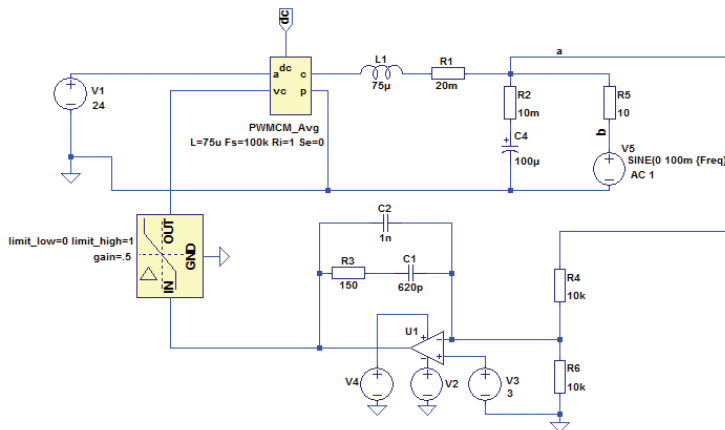 dc
a
dc
a
c
vc
p
PWMCM_Avg
L=75u Fs=100k Ri=1 Se=0
V1
24
L1
75µ
R1
20m
R2
10m
C4
100µ
R5
10
b
V5
SINE(0 100m {Freq}
AC 1
limit_low=0 limit_high=1
gain=.5
OUT
GND
IN
C2
1n
R3
150
C1
620p
U1
V4
V2
V3
3
R4
10k
R6
10k